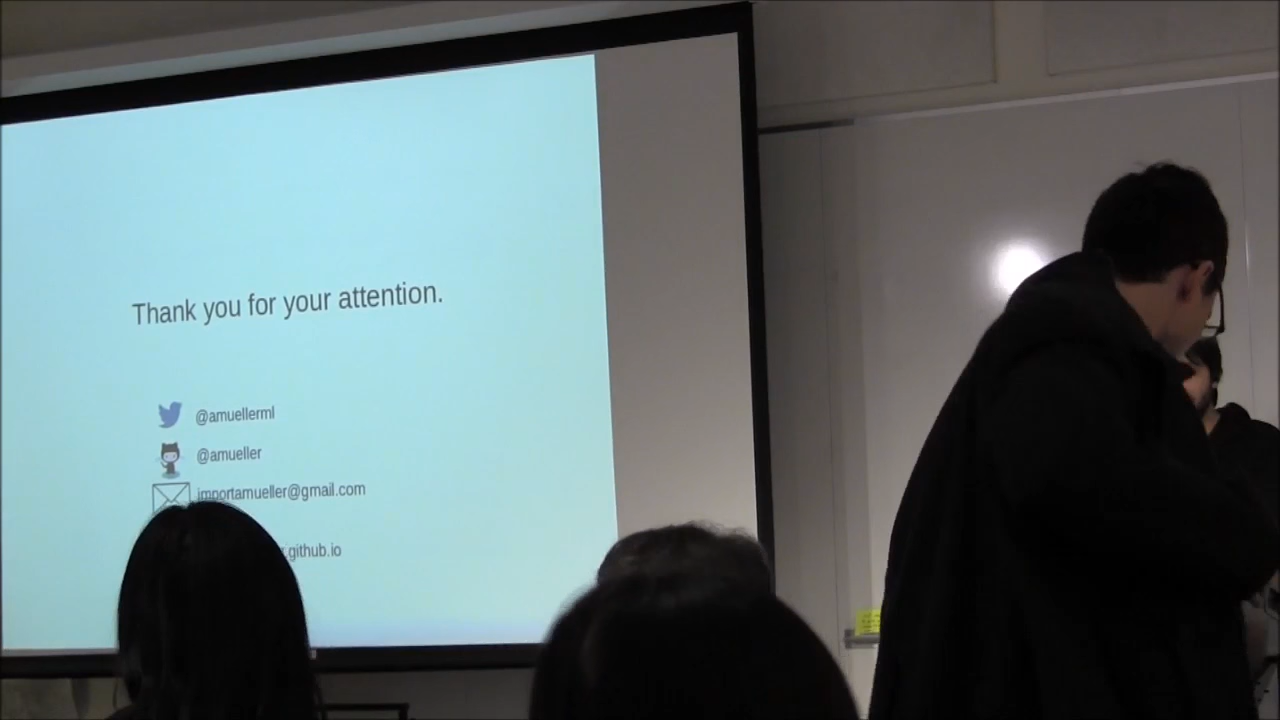 Thank you for your attention.
@amuellerml
@amueller
importamueller@gmail.com
.github.io